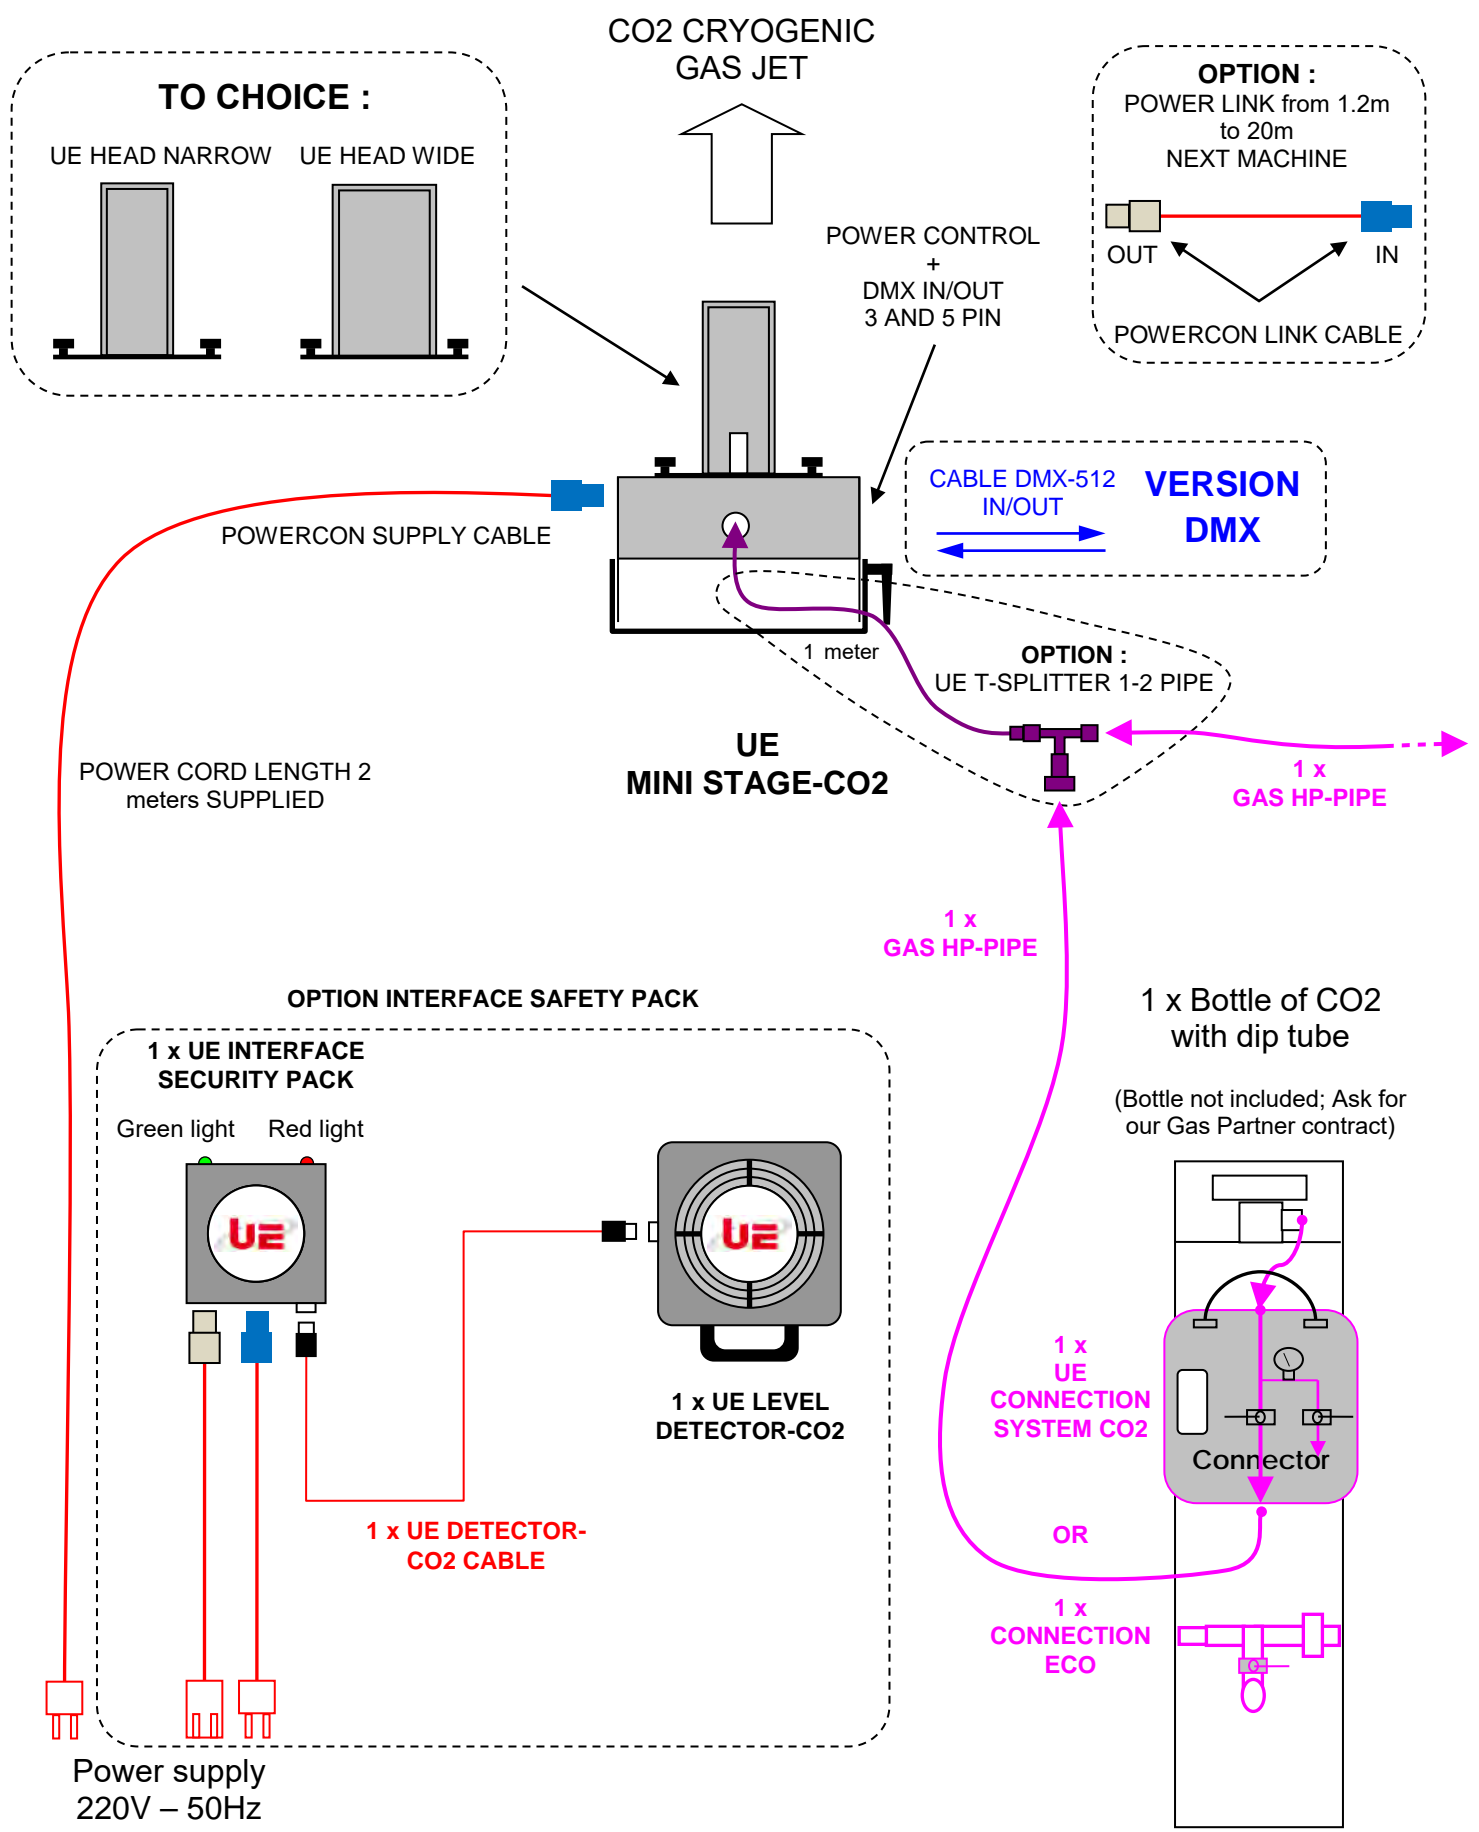 CO2 CRYOGENIC
GAS JET
TO CHOICE :
UE HEAD NARROW
UE HEAD WIDE
OPTION :
POWER LINK from 1.2m
to 20m
NEXT MACHINE
OUT
IN
POWERCON LINK CABLE
POWER CONTROL
+
DMX IN/OUT
3 AND 5 PIN
CABLE DMX-512
IN/OUT
VERSION
DMX
POWERCON SUPPLY CABLE
1 meter
OPTION :
UE T-SPLITTER 1-2 PIPE
UE
MINI STAGE-CO2
POWER CORD LENGTH 2
meters SUPPLIED
1 x
GAS HP-PIPE
1 x
GAS HP-PIPE
OPTION INTERFACE SAFETY PACK
1 x UE INTERFACE
SECURITY PACK
Green light
Red light
UE
UE
1 x UE LEVEL
DETECTOR-CO2
1 x UE DETECTOR-
CO2 CABLE
1 x Bottle of CO2
with dip tube
(Bottle not included; Ask for
our Gas Partner contract)
1 x
UE
CONNECTION
SYSTEM CO2
Connector
OR
1 x
CONNECTION
ECO
Power supply
220V – 50Hz